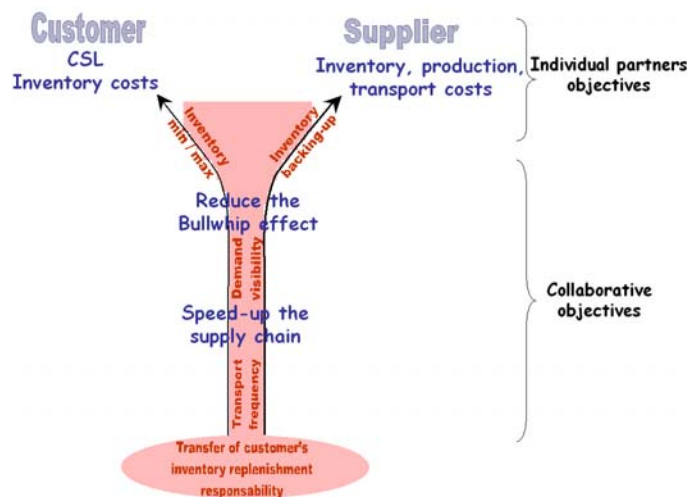 Customer
CSL
Inventory costs
Supplier
Inventory, production,
transport costs
Individual partners
objectives
Inventory
min / max
Inventory
backing-up
Reduce the
Bullwhip effect
Demand
visibility
Speed-up the
supply chain
Collaborative
objectives
Transport
frequency
Transfer of customer's
inventory replenishment
responsability